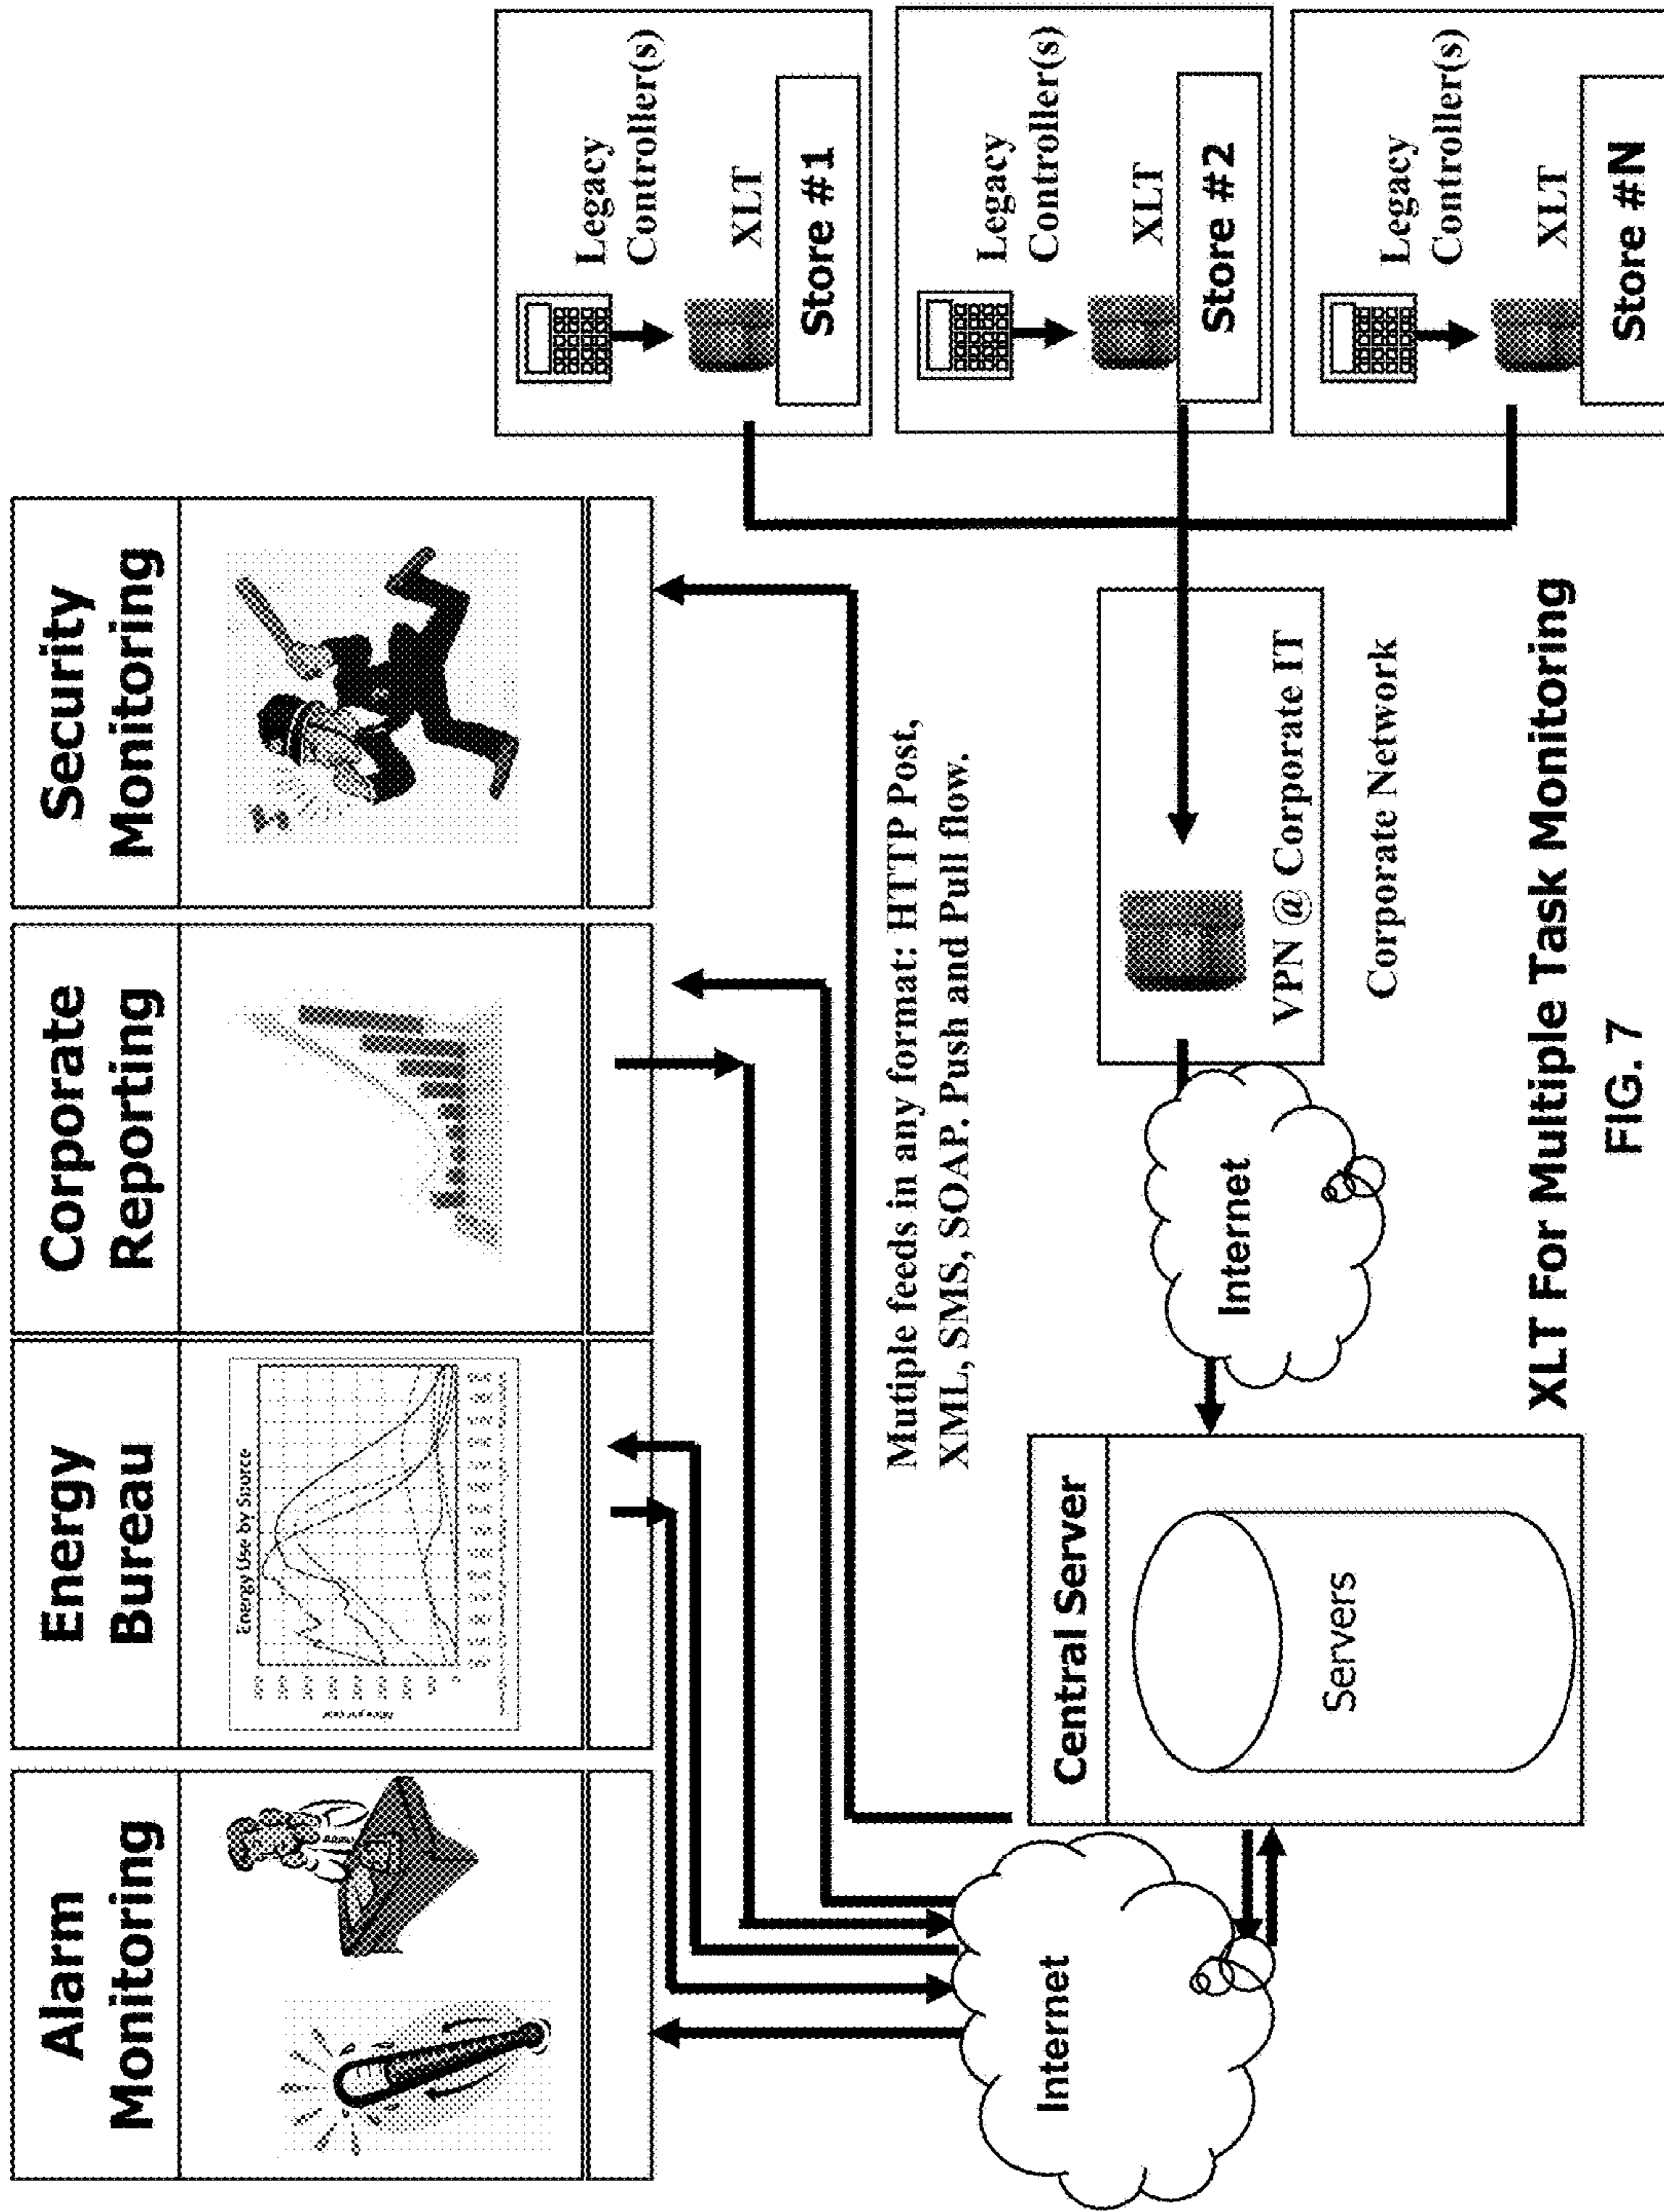 Alarm
Monitoring
Energy
Bureau
Energy Use by Source
Corporate
Reporting
Security
Monitoring
Mutiple feeds in any format: HTTP Post,
XML, SMS, SOAP. Push and Pull flow.
Internet
Central Server
Servers
Internet
VPN @ Corporate IT
Corporate Network
Legacy
Controller(s)
XLT
Store #1
Legacy
Controller(s)
XLT
Store #2
Legacy
Controller(s)
XLT
Store #N
XLT For Multiple Task Monitoring
FIG. 7